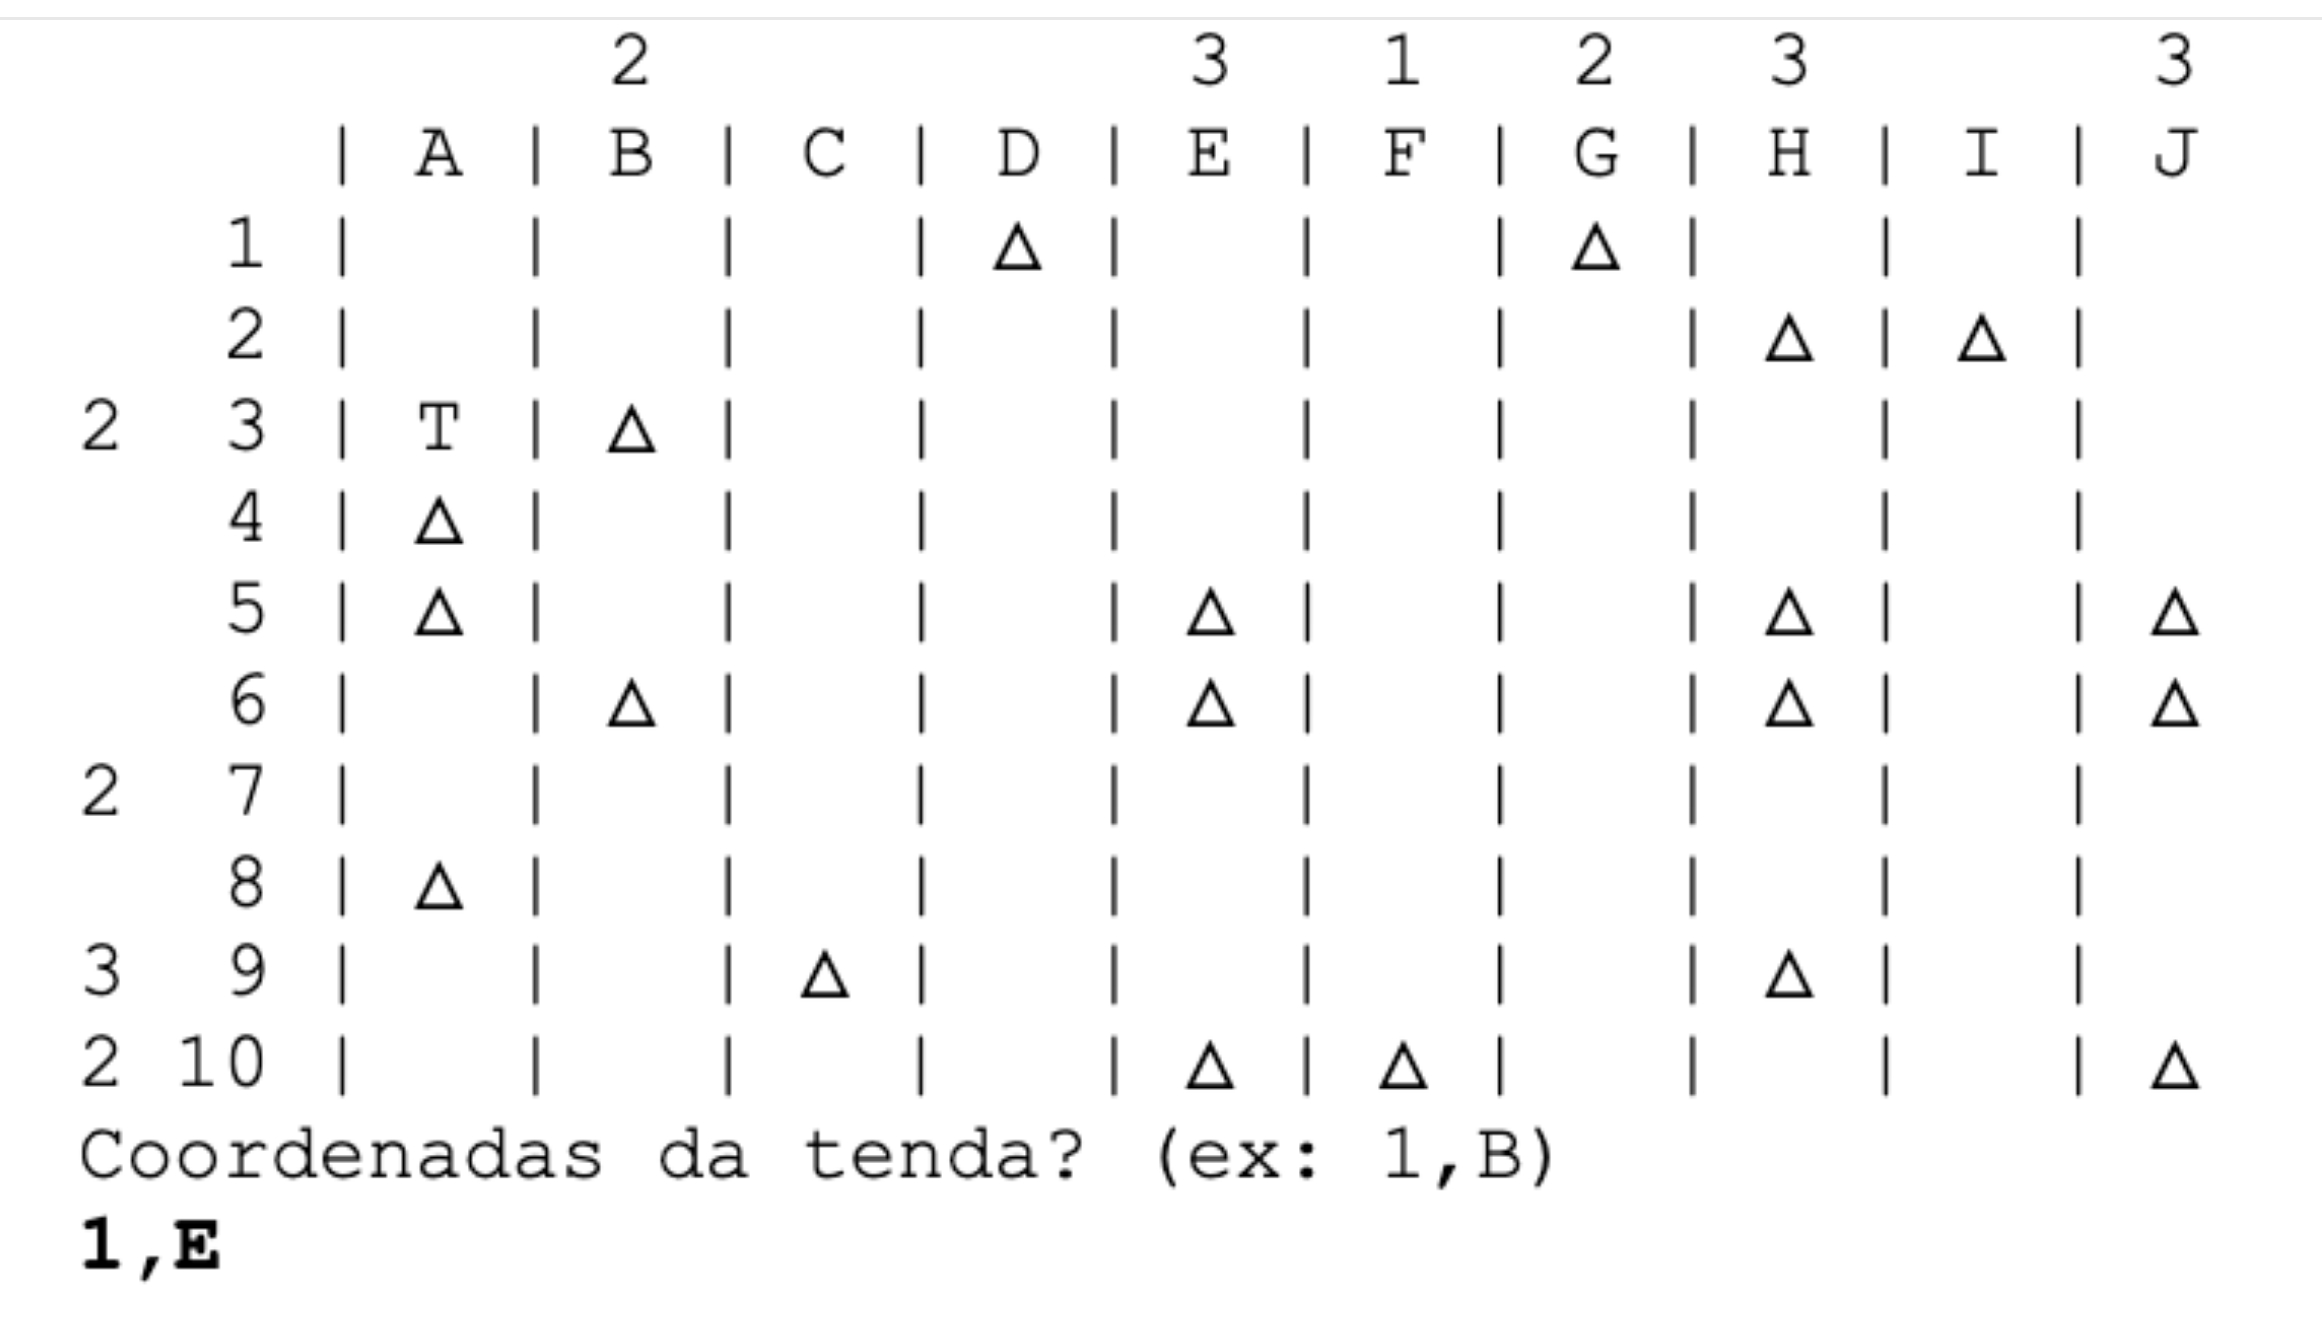 2 3 1 2 3 3
| A | B | C | D | E | F | G | H | I | J
1 | | | | △ | | | △ | | |
2 | | | | | | | | △ | △ |
2 3 | T | △ | | | | | | | |
4 | △ | | | | | | | | |
5 | △ | | | | △ | | | △ | | △
6 | | △ | | | △ | | | △ | | △
2 7 | | | | | | | | | |
8 | △ | | | | | | | | |
3 9 | | | △ | | | | | △ | |
2 10 | | | | | △ | △ | | | | △
Coordenadas da tenda? (ex: 1,B)
1,E